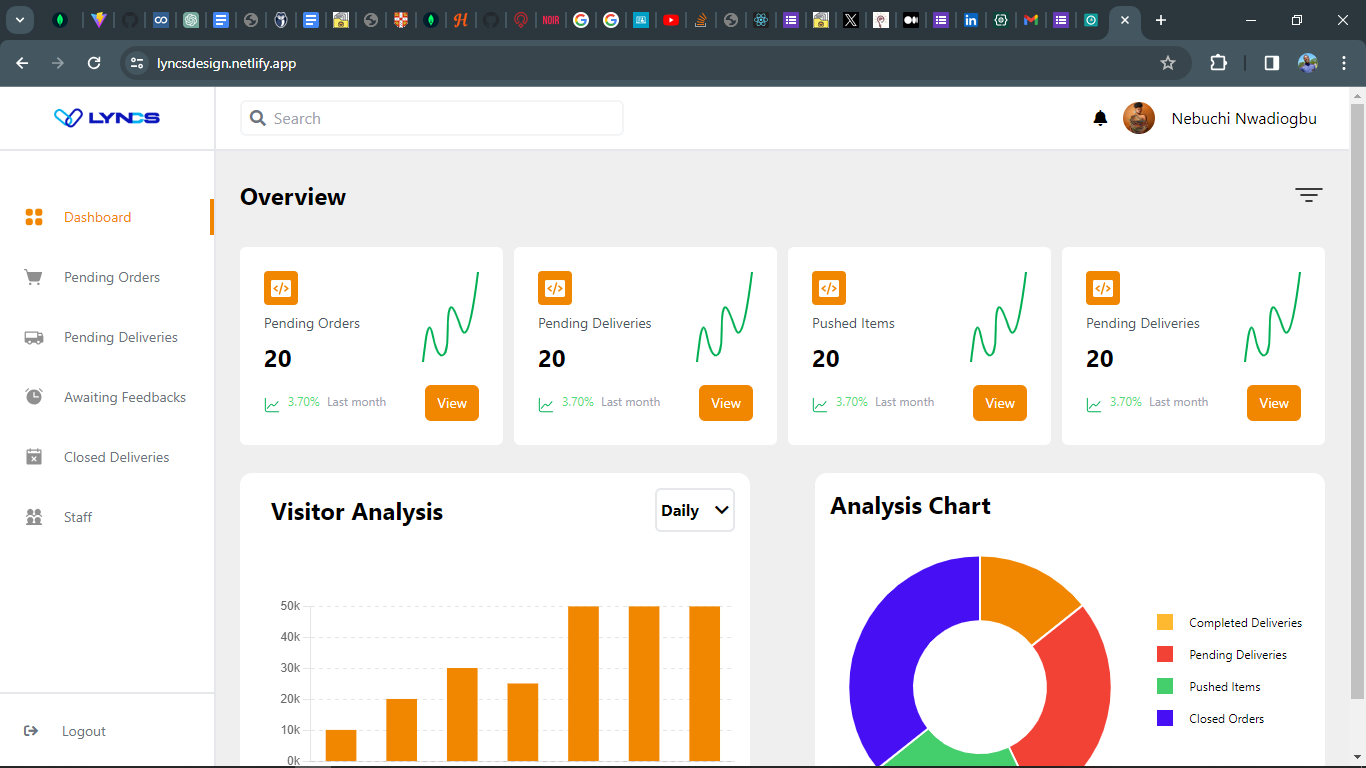 NOIR
lyncsdesign.netlify.app
LYNCS
Search
Nebuchi Nwadiogbu
Dashboard
Pending Orders
Pending Deliveries
Awaiting Feedbacks
Closed Deliveries
Staff
Logout
Overview
Pending Orders
20
3.70% Last month
View
Pending Deliveries
20
3.70% Last month
View
Pushed Items
20
3.70% Last month
View
Pending Deliveries
20
3.70% Last month
View
Visitor Analysis
Daily
50k
40k
30k
20k
10k
0k
Analysis Chart
Completed Deliveries
Pending Deliveries
Pushed Items
Closed Orders